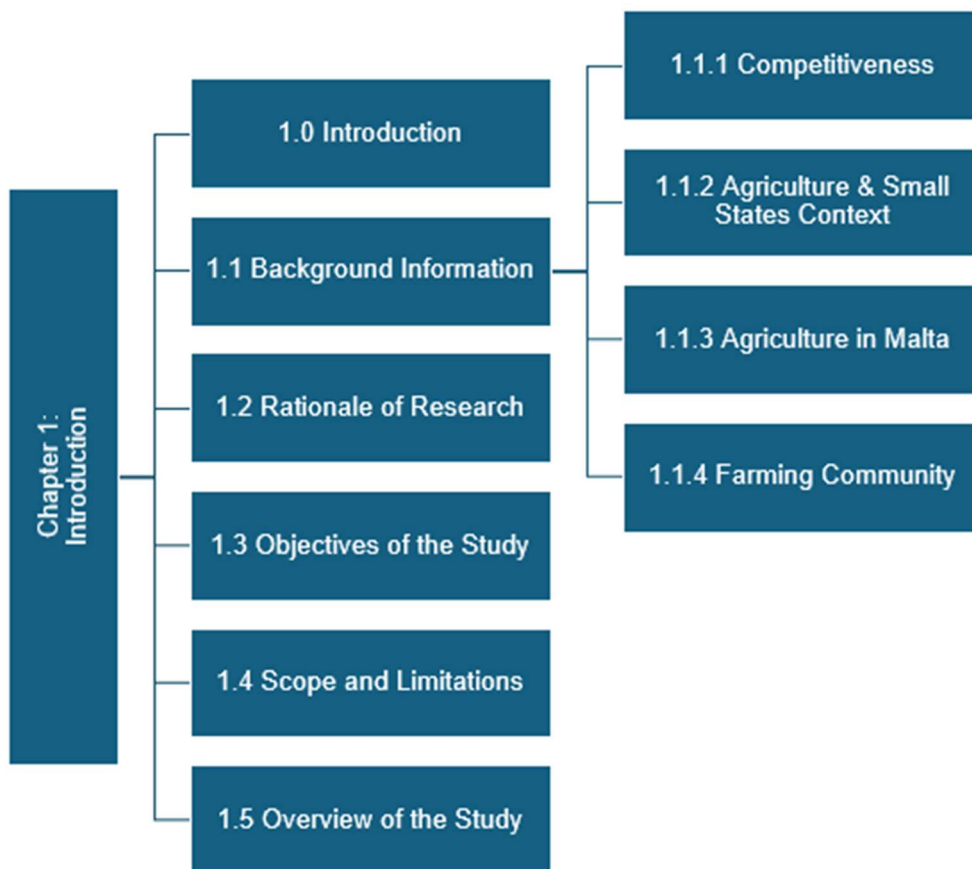 Chapter 1:
Introduction
1.0 Introduction
1.1 Background Information
1.1.1 Competitiveness
1.1.2 Agriculture & Small
States Context
1.1.3 Agriculture in Malta
1.1.4 Farming Community
1.2 Rationale of Research
1.3 Objectives of the Study
1.4 Scope and Limitations
1.5 Overview of the Study